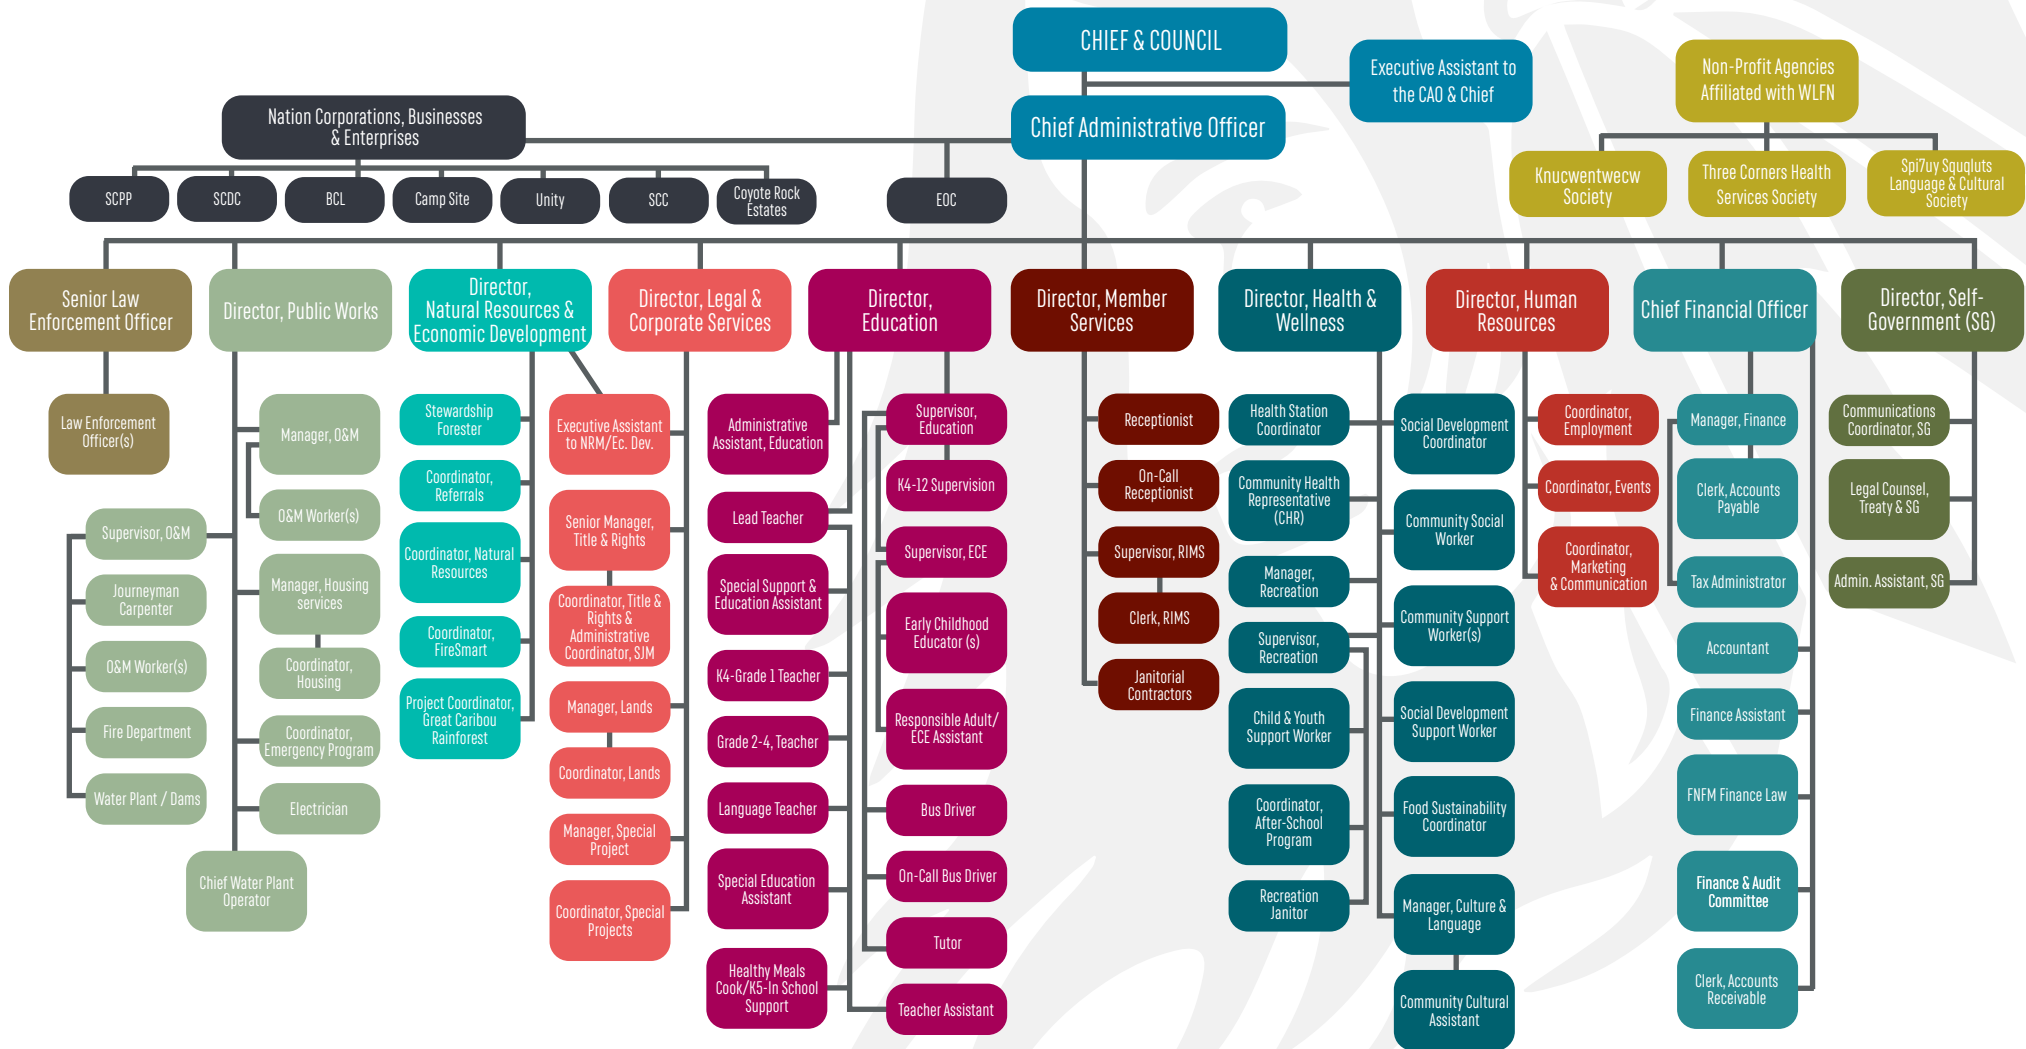 CHIEF & COUNCIL
Executive Assistant to
the CAO & Chief
Non-Profit Agencies
Affiliated with WLFN
Nation Corporations, Businesses
& Enterprises
Chief Administrative Officer
SCPP
SCDC
BCL
Camp Site
Unity
SCC
Coyote Rock
Estates
EOC
Knucwentwecw
Society
Three Corners Health
Services Society
Spi7uy Squqluts
Language & Cultural
Society
Senior Law
Enforcement Officer
Director, Public Works
Director,
Natural Resources &
Economic Development
Director, Legal &
Corporate Services
Director,
Education
Director, Member
Services
Director, Health &
Wellness
Director, Human
Resources
Chief Financial Officer
Director, Self-
Government (SG)
Law Enforcement
Officer(s)
Supervisor, O&M
Journeyman
Carpenter
O&M Worker(s)
Fire Department
Water Plant / Dams
Manager, O&M
O&M Worker(s)
Manager, Housing
services
Coordinator,
Housing
Coordinator,
Emergency Program
Electrician
Chief Water Plant
Operator
Stewardship
Forester
Coordinator,
Referrals
Coordinator, Natural
Resources
Coordinator,
FireSmart
Project Coordinator,
Great Caribou
Rainforest
Executive Assistant
to NRM/Ec. Dev.
Senior Manager,
Title & Rights
Coordinator, Title &
Rights &
Administrative
Coordinator, SJM
Manager, Lands
Coordinator, Lands
Manager, Special
Project
Coordinator, Special
Projects
Administrative
Assistant, Education
Lead Teacher
Special Support &
Education Assistant
K4-Grade 1 Teacher
Grade 2-4, Teacher
Language Teacher
Special Education
Assistant
Healthy Meals
Cook/K5-In School
Support
Supervisor,
Education
K4-12 Supervision
Supervisor, ECE
Early Childhood
Educator (s)
Responsible Adult/
ECE Assistant
Bus Driver
On-Call Bus Driver
Tutor
Teacher Assistant
Receptionist
On-Call
Receptionist
Supervisor, RIMS
Clerk, RIMS
Janitorial
Contractors
Health Station
Coordinator
Community Health
Representative
(CHR)
Manager,
Recreation
Supervisor,
Recreation
Child & Youth
Support Worker
Coordinator,
After-School
Program
Recreation
Janitor
Social Development
Coordinator
Community Social
Worker
Community Support
Worker(s)
Social Development
Support Worker
Food Sustainability
Coordinator
Manager, Culture &
Language
Community Cultural
Assistant
Coordinator,
Employment
Coordinator, Events
Coordinator,
Marketing
& Communication
Manager, Finance
Clerk, Accounts
Payable
Tax Administrator
Accountant
Finance Assistant
FNFM Finance Law
Finance & Audit
Committee
Clerk, Accounts
Receivable
Communications
Coordinator, SG
Legal Counsel,
Treaty & SG
Admin. Assistant, SG